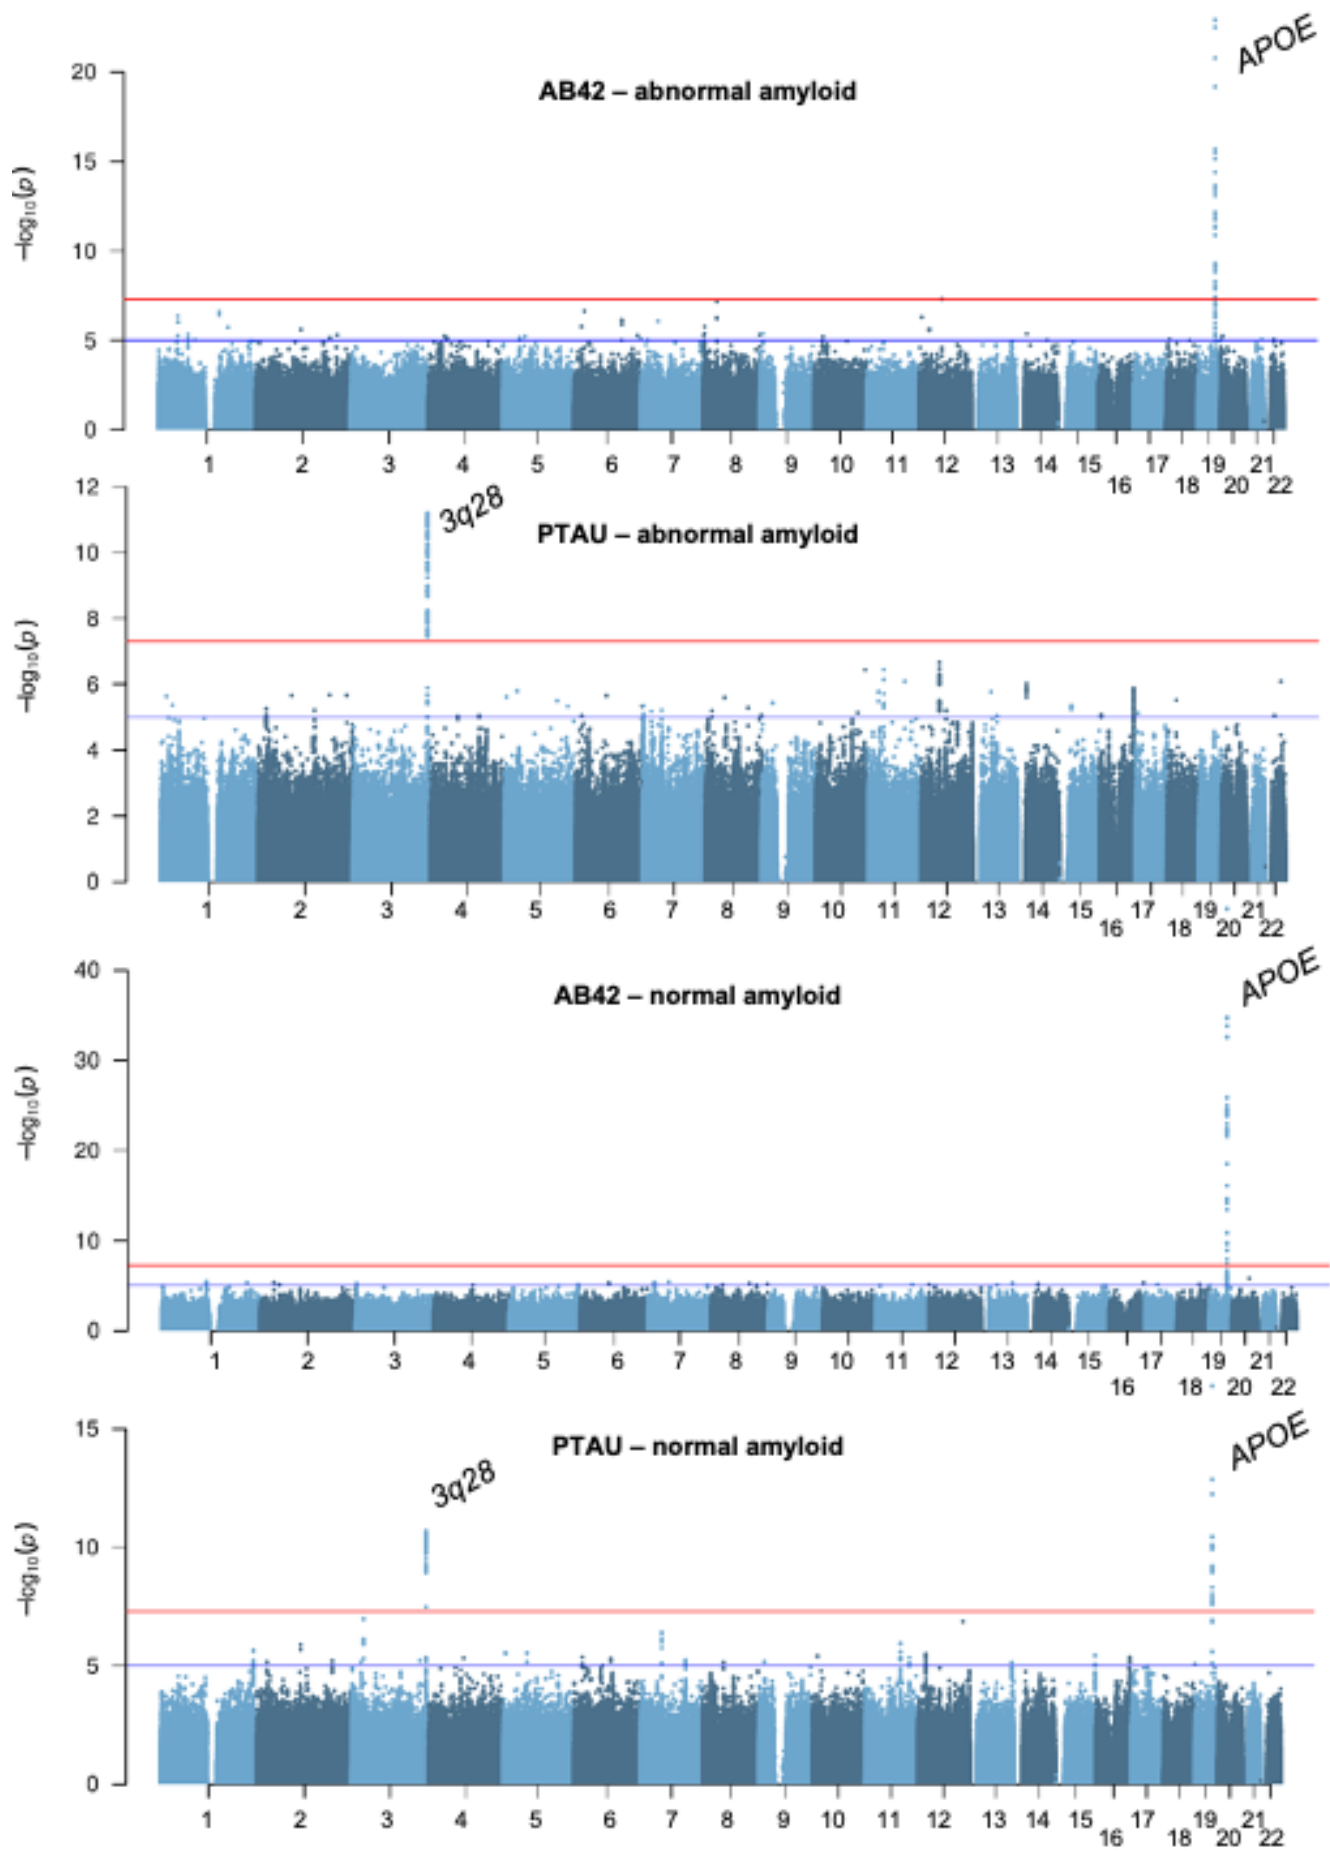 APOE
AB42 – abnormal amyloid
20
15
10
5
0
–log10(p)
1 2 3 4 5 6 7 8 9 10 11 12 13 14 15 16 17 18 19 20 21 22
3q28
PTAU – abnormal amyloid
12
10
8
6
4
2
0
–log10(p)
1 2 3 4 5 6 7 8 9 10 11 12 13 14 15 16 17 18 19 20 21 22
APOE
AB42 – normal amyloid
40
30
20
10
0
–log10(p)
1 2 3 4 5 6 7 8 9 10 11 12 13 14 15 16 17 18 19 20 21 22
APOE
PTAU – normal amyloid
3q28
15
10
5
0
–log10(p)
1 2 3 4 5 6 7 8 9 10 11 12 13 14 15 16 17 18 19 20 21 22